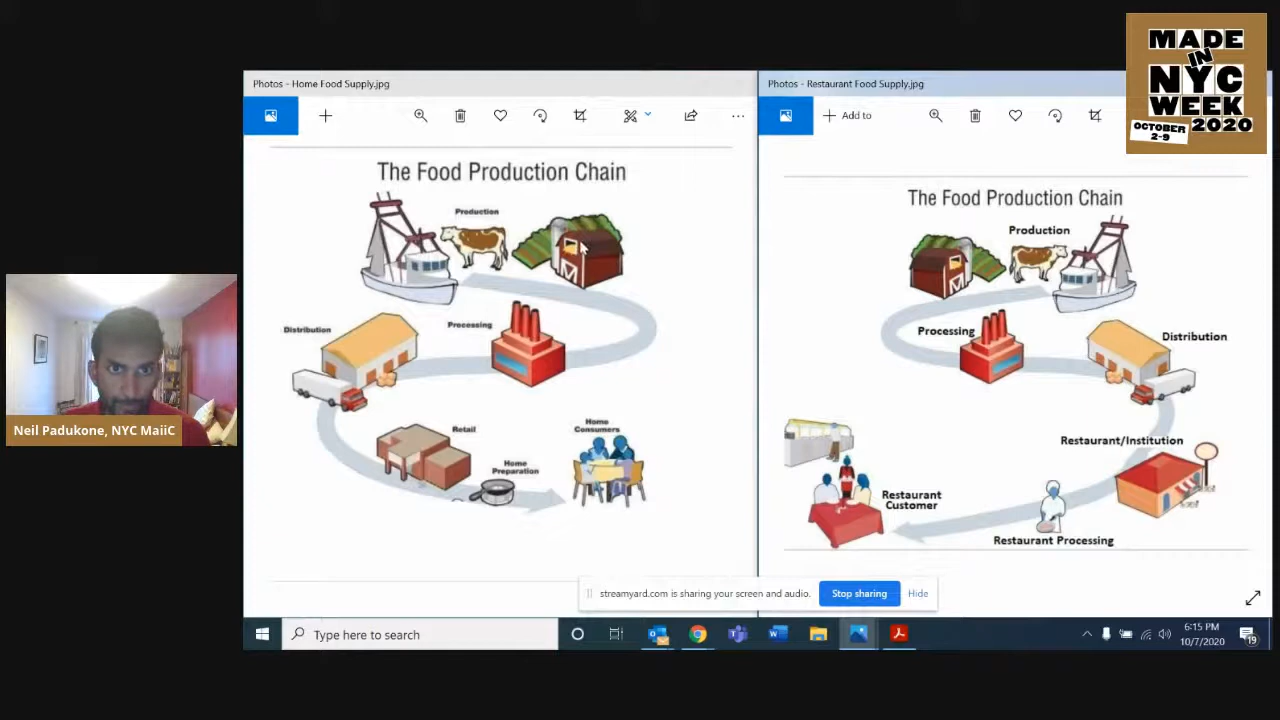 MADE
IN
NYC
WEEK
2020
OCTOBER
2-9
Photos - Home Food Supply.jpg
The Food Production Chain
Production
Processing
Distribution
Retail
Home
Preparation
Home
Consumers
Photos - Restaurant Food Supply.jpg
Add to
The Food Production Chain
Production
Processing
Distribution
Restaurant/Institution
Restaurant
Customer
Restaurant Processing
Neil Padukone, NYC MaiiC
streamyard.com is sharing your screen and audio.
Stop sharing
Hide
Type here to search
6:15 PM
10/7/2020
19